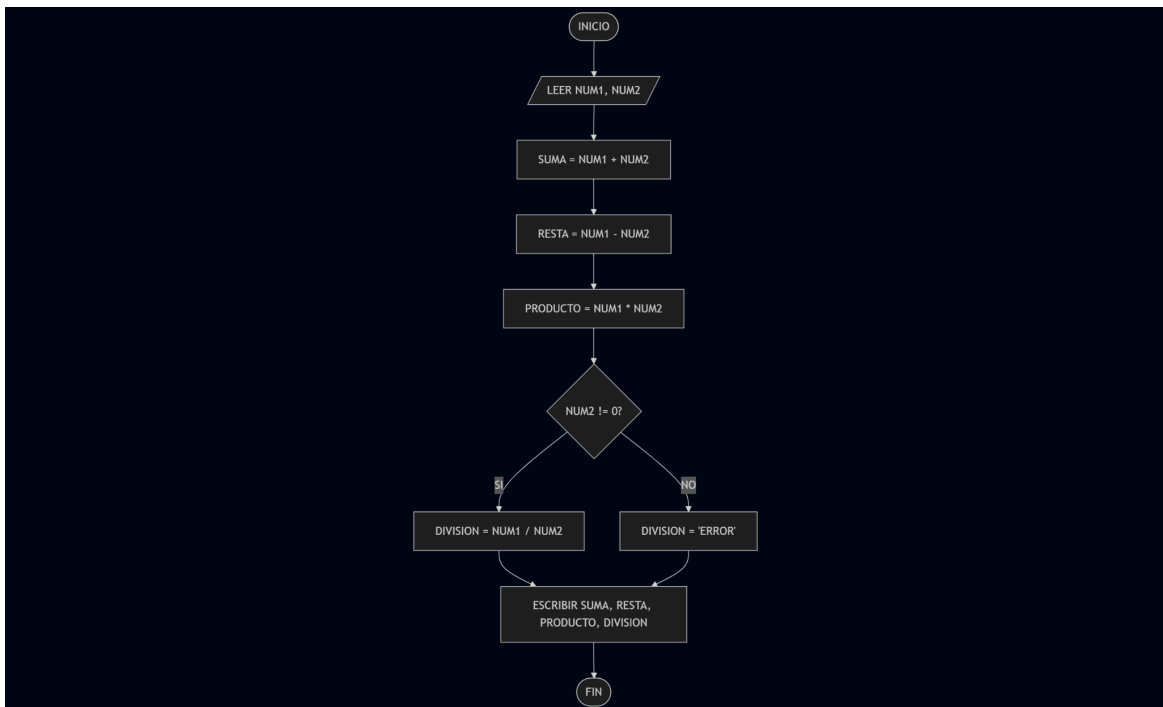 INICIO
LEER NUM1, NUM2
SUMA = NUM1 + NUM2
RESTA = NUM1 - NUM2
PRODUCTO = NUM1 * NUM2
NUM2 != 0?
SI
NO
DIVISION = NUM1 / NUM2
DIVISION = 'ERROR'
ESCRIBIR SUMA, RESTA,
PRODUCTO, DIVISION
FIN